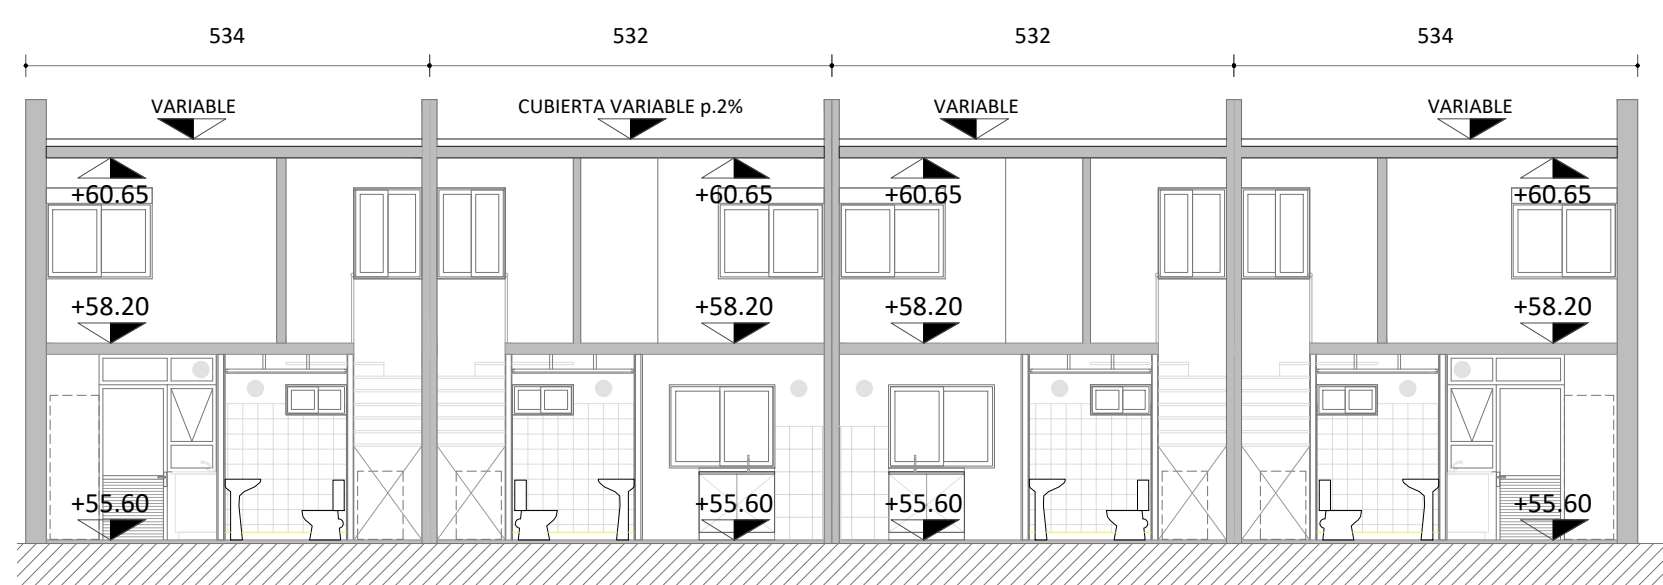 534 532 532 534
VARIABLE CUBIERTA VARIABLE p.2% VARIABLE VARIABLE
+60.65 +60.65 +60.65 +60.65
+58.20 +58.20 +58.20 +58.20
+55.60 +55.60 +55.60 +55.60